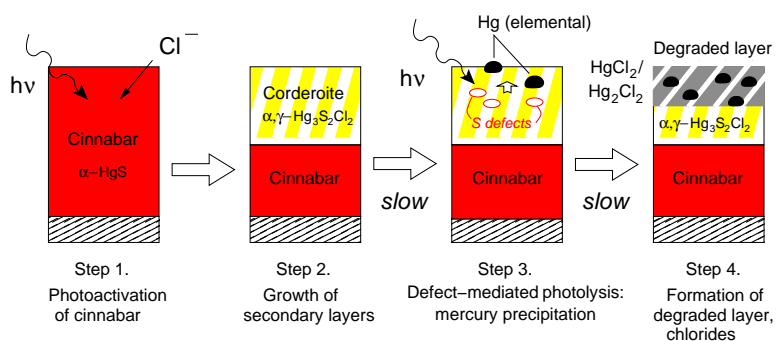 hν
Cl⁻
Cinnabar
α−HgS
Step 1.
Photoactivation
of cinnabar
Corderoite
α,γ−Hg₃S₂Cl₂
Cinnabar
Step 2.
Growth of
secondary layers
slow
Hg (elemental)
hν
S defects
Cinnabar
Step 3.
Defect−mediated photolysis:
mercury precipitation
slow
Degraded layer
HgCl₂/
Hg₂Cl₂
α,γ−Hg₃S₂Cl₂
Cinnabar
Step 4.
Formation of
degraded layer,
chlorides